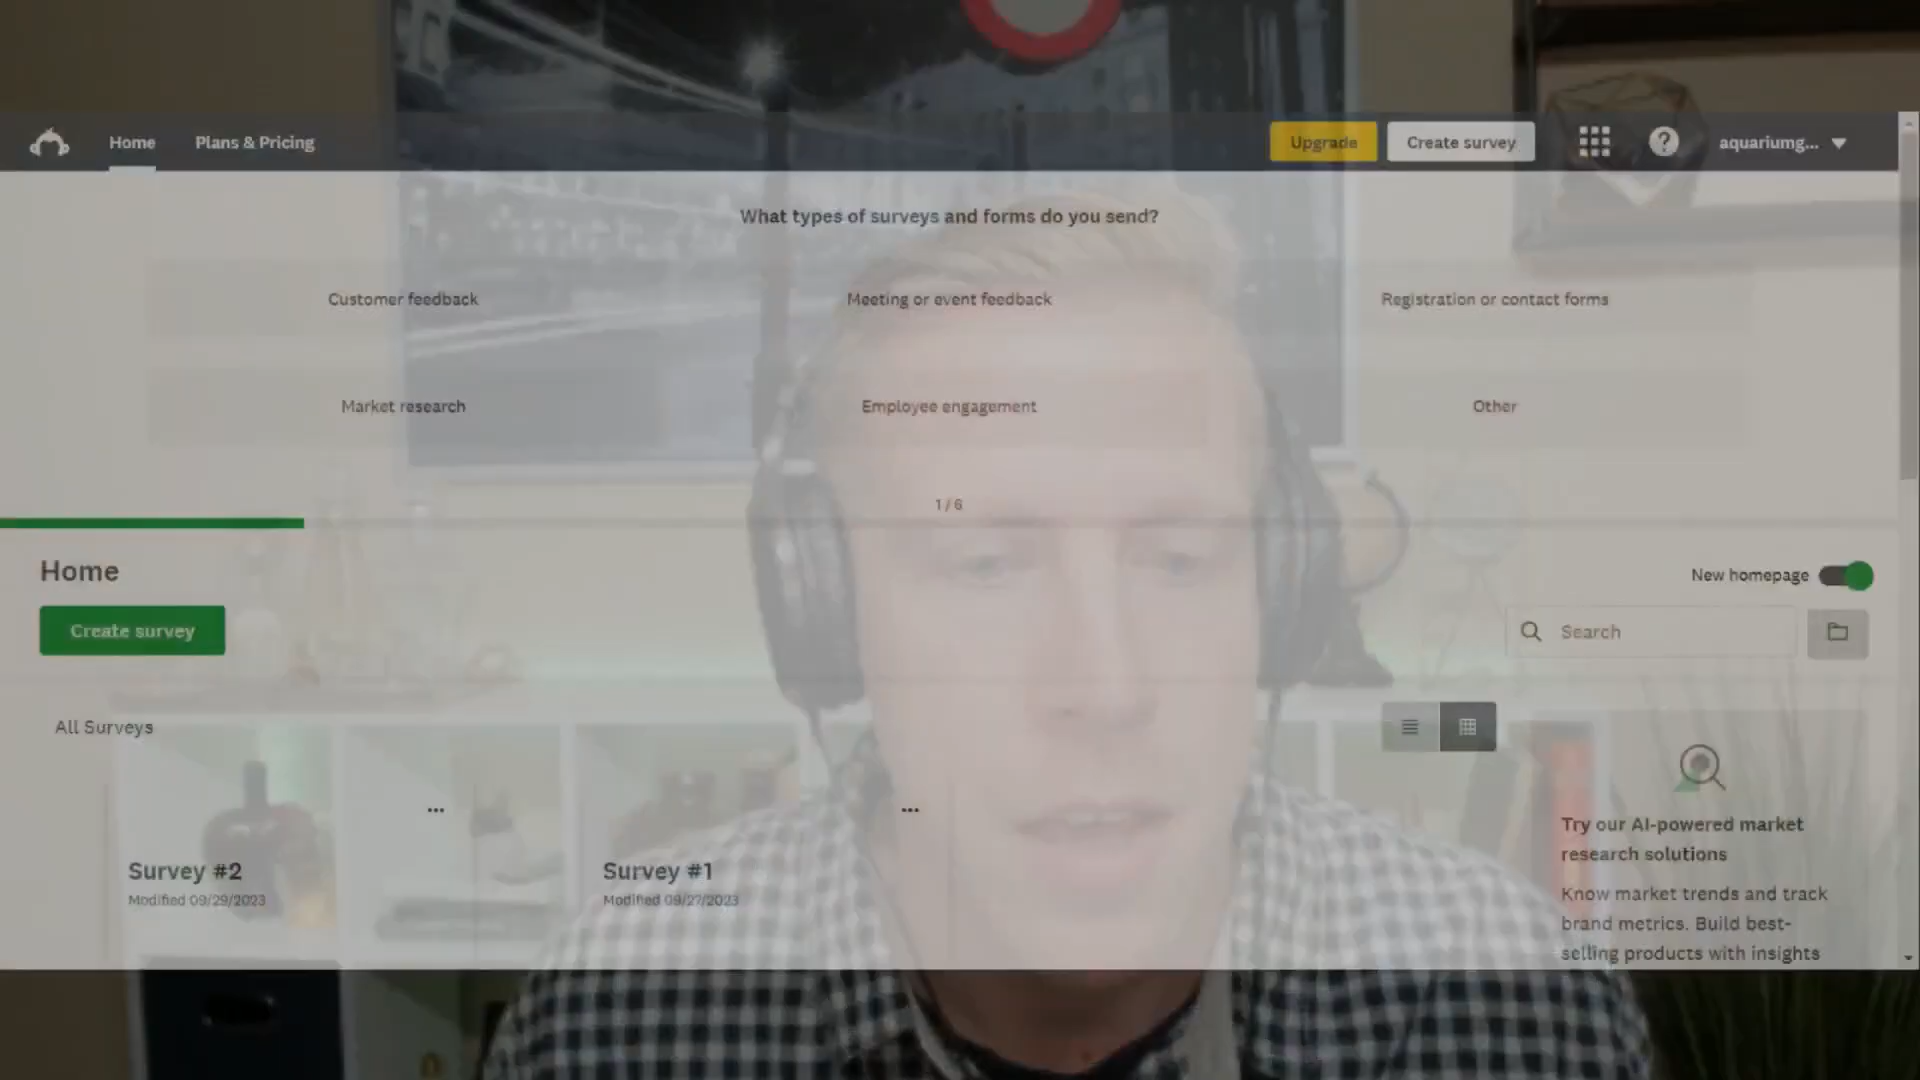 Home
Plans & Pricing
Upgrade
Create survey
aquariumg...
What types of surveys and forms do you send?
Customer feedback
Meeting or event feedback
Registration or contact forms
Market research
Employee engagement
Other
1 / 6
Home
New homepage
Create survey
Search
All Surveys
Survey #2
Modified 09/29/2023
Survey #1
Modified 09/27/2023
Try our AI-powered market
research solutions
Know market trends and track
brand metrics. Build best-
selling products with insights